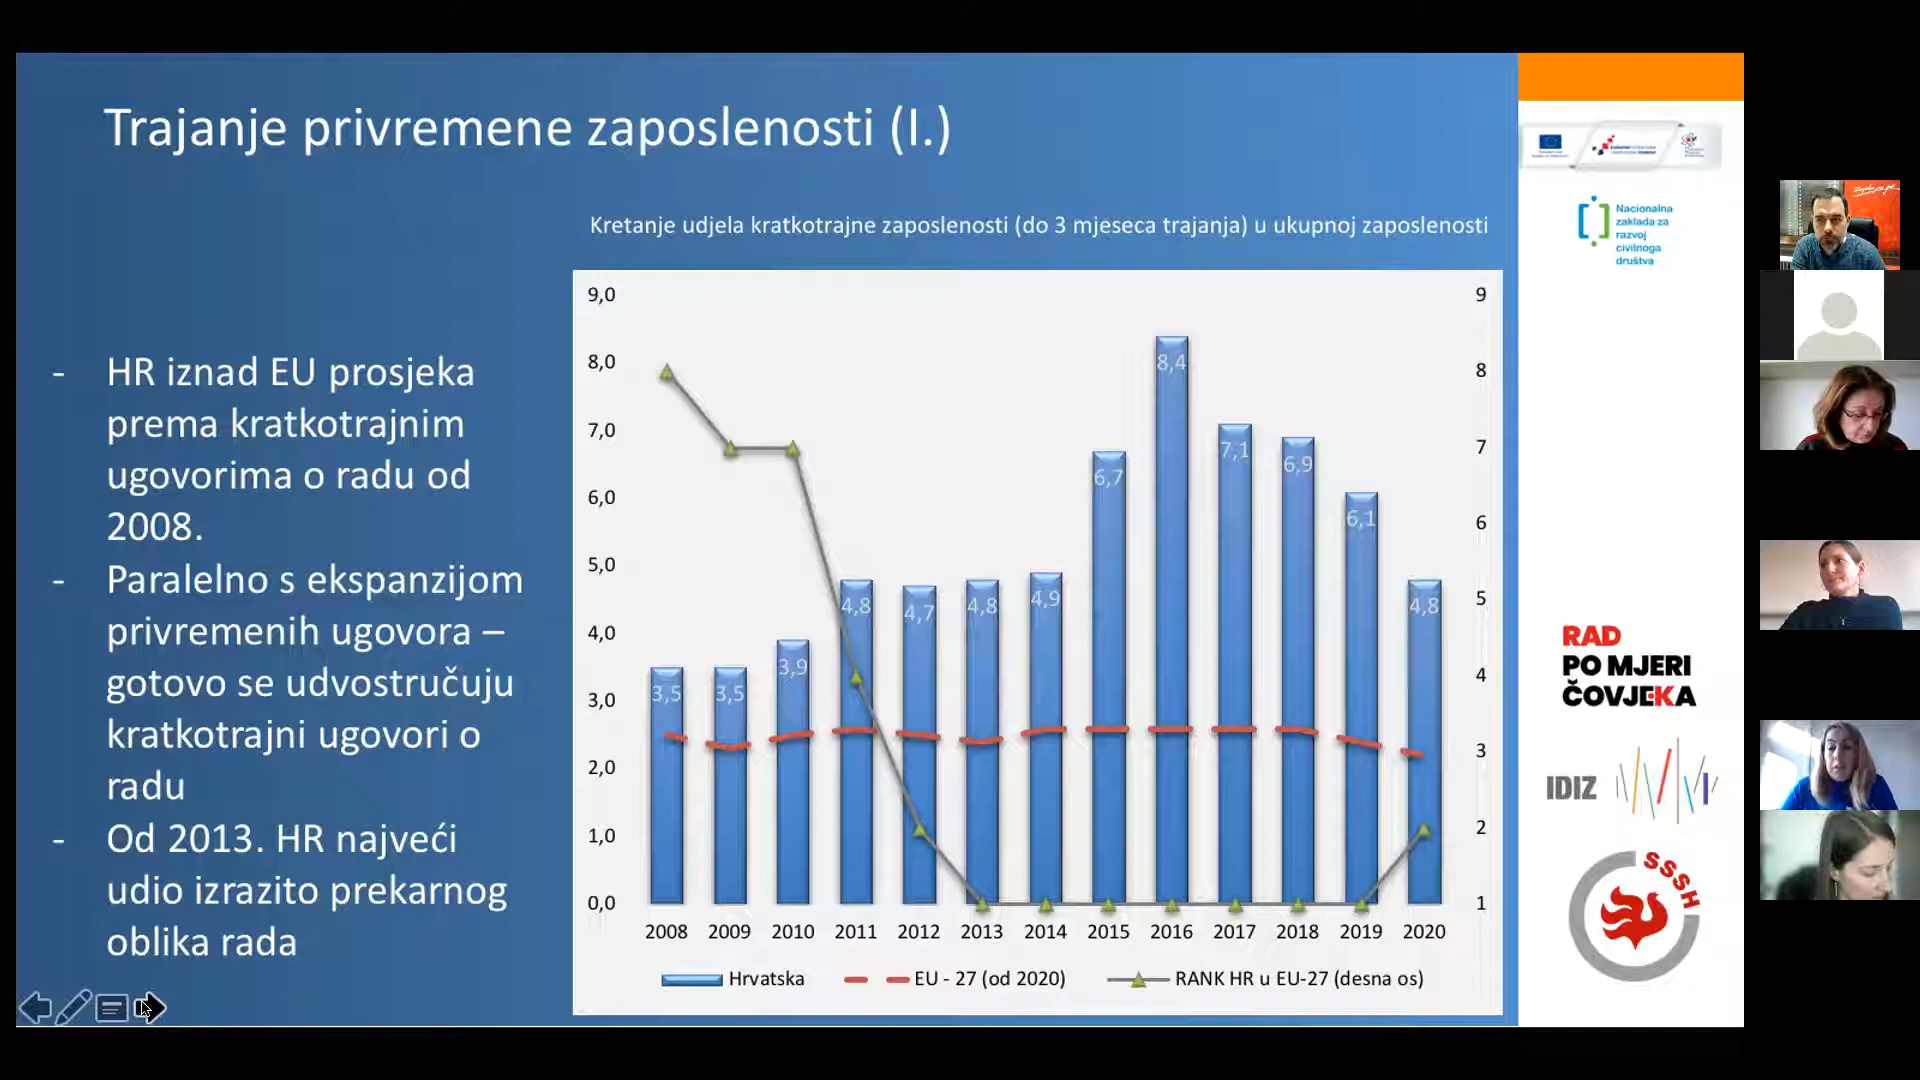 Trajanje privremene zaposlenosti (I.)
Kretanje udjela kratkotrajne zaposlenosti (do 3 mjeseca trajanja) u ukupnoj zaposlenosti
- HR iznad EU prosjeka
prema kratkotrajnim
ugovorima o radu od
2008.
- Paralelno s ekspanzijom
privremenih ugovora –
gotovo se udvostručuju
kratkotrajni ugovori o
radu
- Od 2013. HR najveći
udio izrazito prekarnog
oblika rada
9,0
8,0
7,0
6,0
5,0
4,0
3,0
2,0
1,0
0,0
3,5
3,5
3,9
4,8
4,7
4,8
4,9
6,7
8,4
7,1
6,9
6,1
4,8
9
8
7
6
5
4
3
2
1
2008 2009 2010 2011 2012 2013 2014 2015 2016 2017 2018 2019 2020
Hrvatska EU - 27 (od 2020) RANK HR u EU-27 (desna os)
Nacionalna
zaklada za
razvoj
civilnoga
društva
RAD
PO MJERI
ČOVJEKA
IDIZ
SSSH